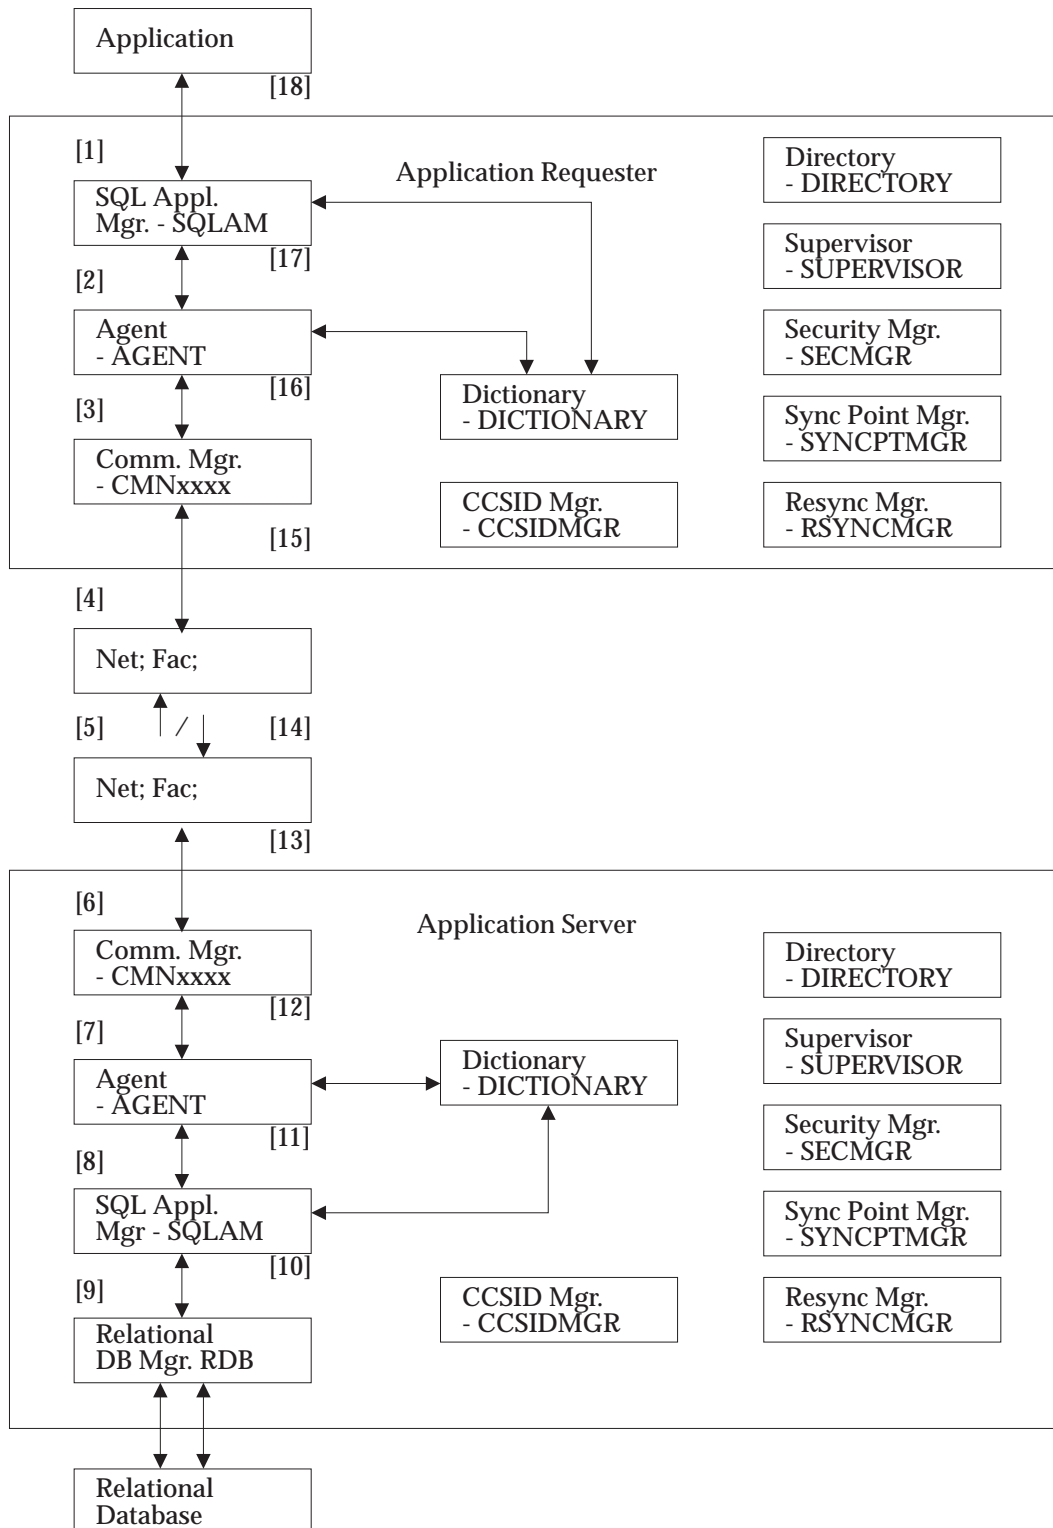 Application
[18]
[1]
Application Requester
Directory
- DIRECTORY
SQL Appl.
Mgr. - SQLAM
[17]
Supervisor
- SUPERVISOR
[2]
Agent
- AGENT
[16]
Security Mgr.
- SECMGR
Dictionary
- DICTIONARY
[3]
Sync Point Mgr.
- SYNCPTMGR
Comm. Mgr.
- CMNxxxx
[15]
CCSID Mgr.
- CCSIDMGR
Resync Mgr.
- RSYNCMGR
[4]
Net; Fac;
[5]
/
[14]
Net; Fac;
[13]
[6]
Application Server
Comm. Mgr.
- CMNxxxx
[12]
Directory
- DIRECTORY
[7]
Agent
- AGENT
[11]
Dictionary
- DICTIONARY
Supervisor
- SUPERVISOR
Security Mgr.
- SECMGR
[8]
SQL Appl.
Mgr - SQLAM
[10]
Sync Point Mgr.
- SYNCPTMGR
[9]
CCSID Mgr.
- CCSIDMGR
Resync Mgr.
- RSYNCMGR
Relational
DB Mgr. RDB
Relational
Database